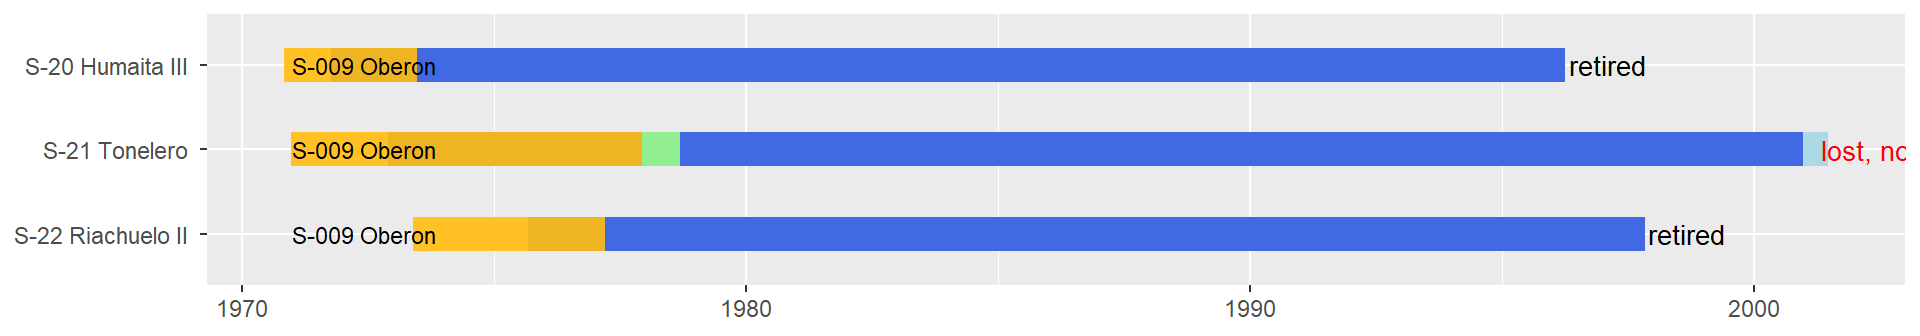 S-20 Humaita III S-009 Oberon retired
S-21 Tonelero S-009 Oberon lost, no
S-22 Riachuelo II S-009 Oberon retired
1970 1980 1990 2000